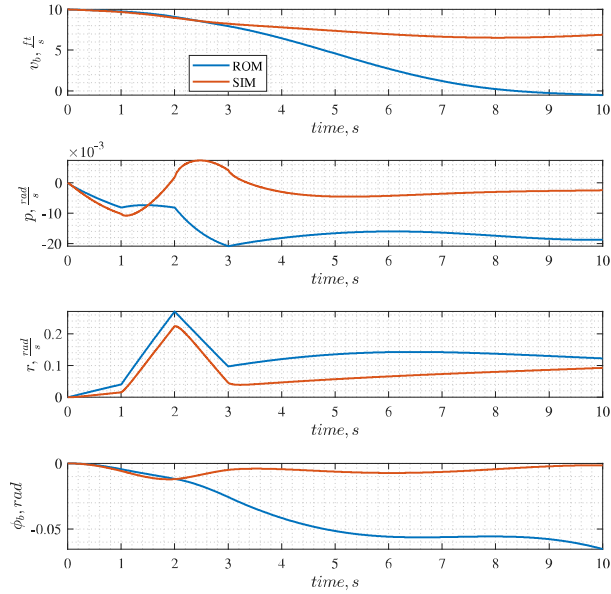 10
5
0
v_b, ft/s
ROM
SIM
0 1 2 3 4 5 6 7 8 9 10
time, s
×10⁻³
0
-10
-20
p, rad/s
0 1 2 3 4 5 6 7 8 9 10
time, s
0.2
0.1
0
r, rad/s
0 1 2 3 4 5 6 7 8 9 10
time, s
0
-0.05
ϕ_b, rad
0 1 2 3 4 5 6 7 8 9 10
time, s